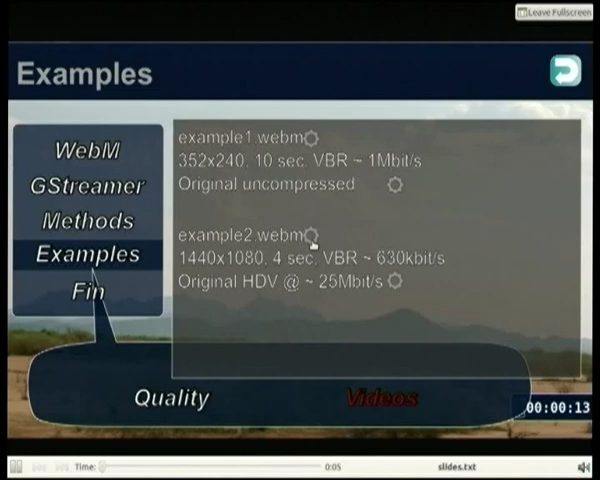 Leave Fullscreen
Examples
WebM
GStreamer
Methods
Examples
Fin
example1.webm
352x240, 10 sec. VBR ~ 1Mbit/s
Original uncompressed
example2.webm
1440x1080, 4 sec. VBR ~ 630kbit/s
Original HDV @ ~ 25Mbit/s
Quality
Videos
00:00:13
Time:
0:05
slides.txt